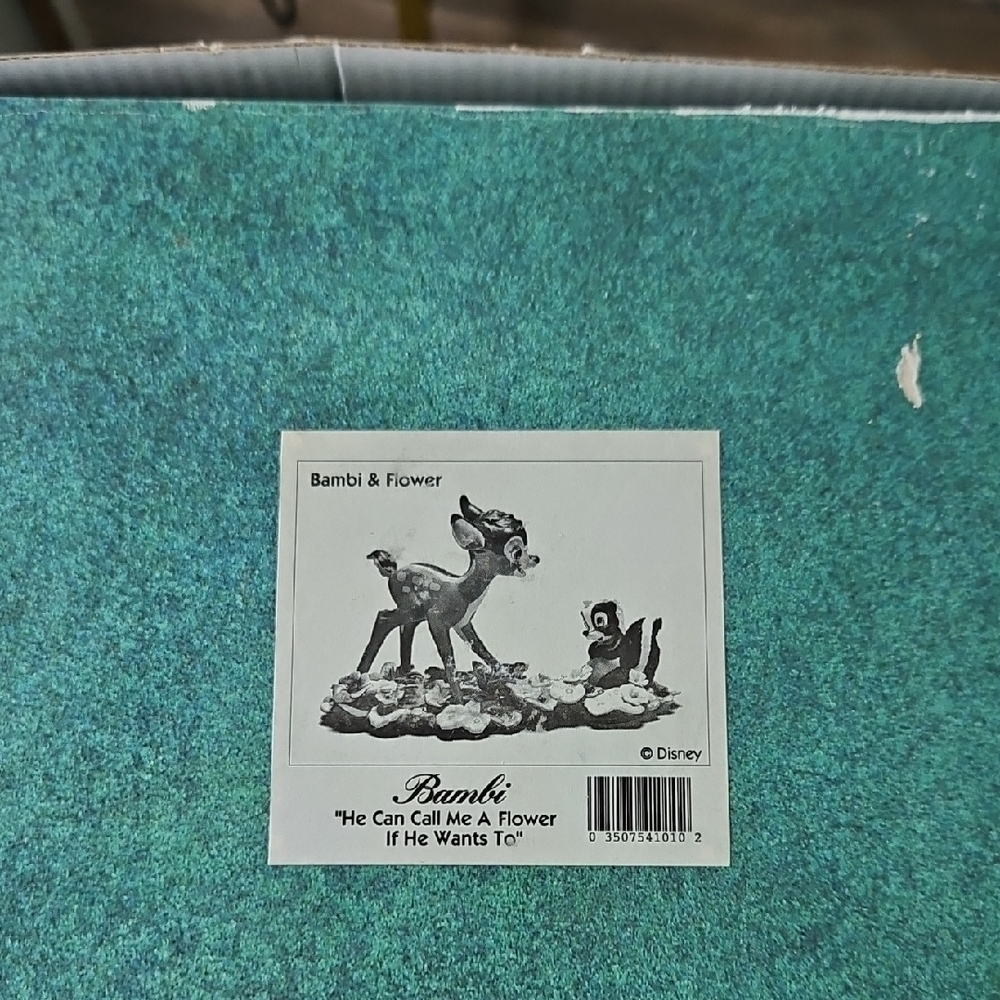 Bambi & Flower
© Disney
Bambi
"He Can Call Me A Flower
If He Wants To"
0 3507541010 2